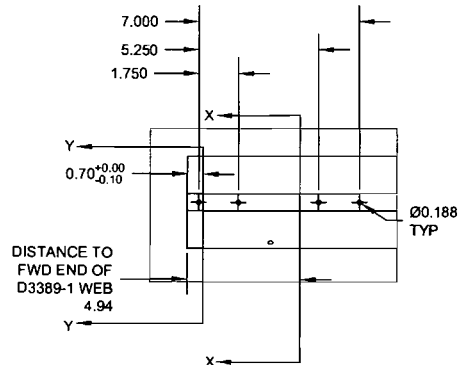 7.000
5.250
1.750
X
Y
0.70 +0.00
-0.10
Ø0.188
TYP
DISTANCE TO
FWD END OF
D3389-1 WEB
4.94
Y
X